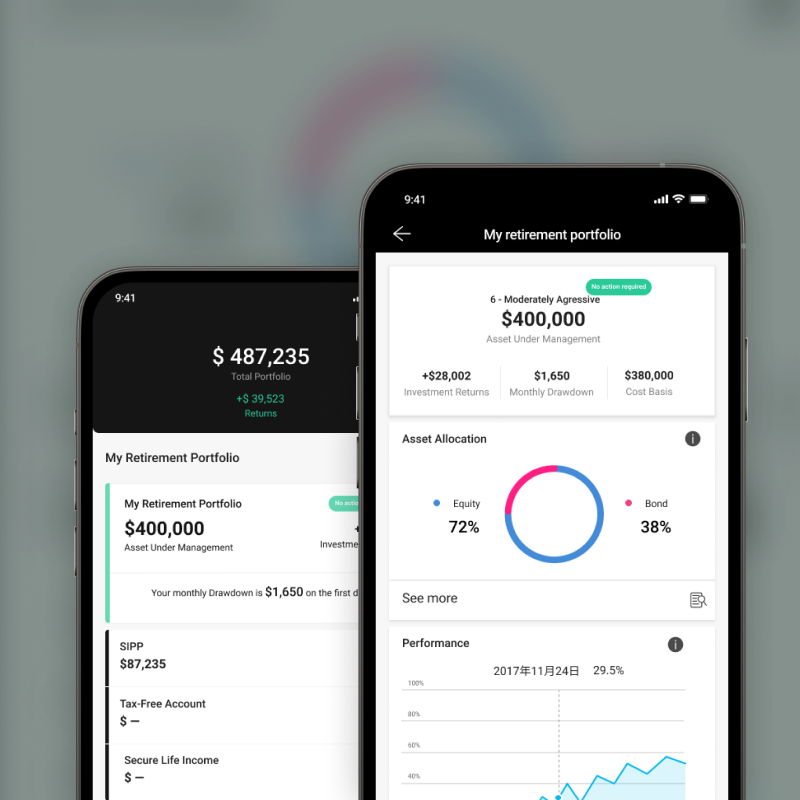 9:41
$ 487,235
Total Portfolio
+$ 39,523
Returns
My Retirement Portfolio
My Retirement Portfolio
No
$400,000
Asset Under Management
Your monthly Drawdown is $1,650 on the first
SIPP
$87,235
Tax-Free Account
$ —
Secure Life Income
$ —
9:41
My retirement portfolio
No action required
6 - Moderately Agressive
$400,000
Asset Under Management
+$28,002 $1,650 $380,000
Investment Returns Monthly Drawdown Cost Basis
Asset Allocation
Equity Bond
72% 38%
See more
Performance
2017年11月24日 29.5%
100%
80%
60%
40%